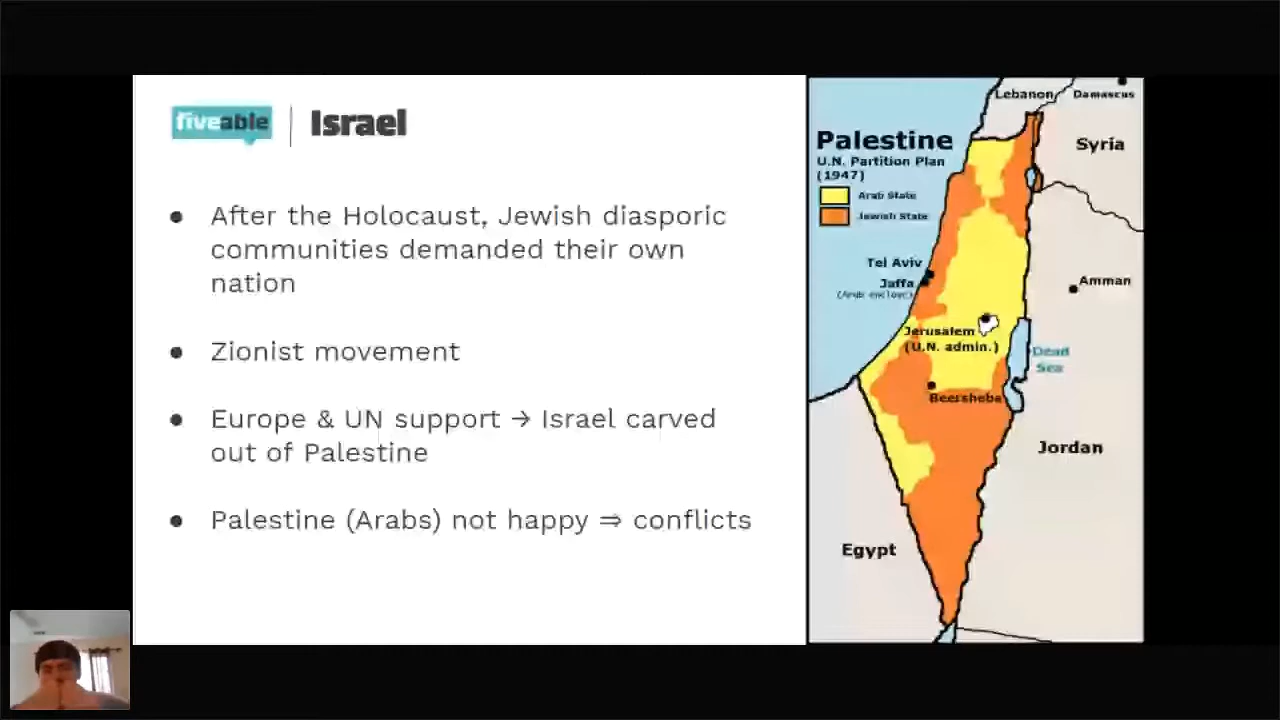 fiveable
Israel
● After the Holocaust, Jewish diasporic
communities demanded their own
nation
● Zionist movement
● Europe & UN support → Israel carved
out of Palestine
● Palestine (Arabs) not happy ⇒ conflicts
Lebanon
Damascus
Syria
Palestine
U.N. Partition Plan
(1947)
Arab State
Jewish State
Tel Aviv
Jaffa
(Arab enclave)
Amman
Jerusalem
(U.N. admin.)
Dead
Sea
Beersheba
Jordan
Egypt